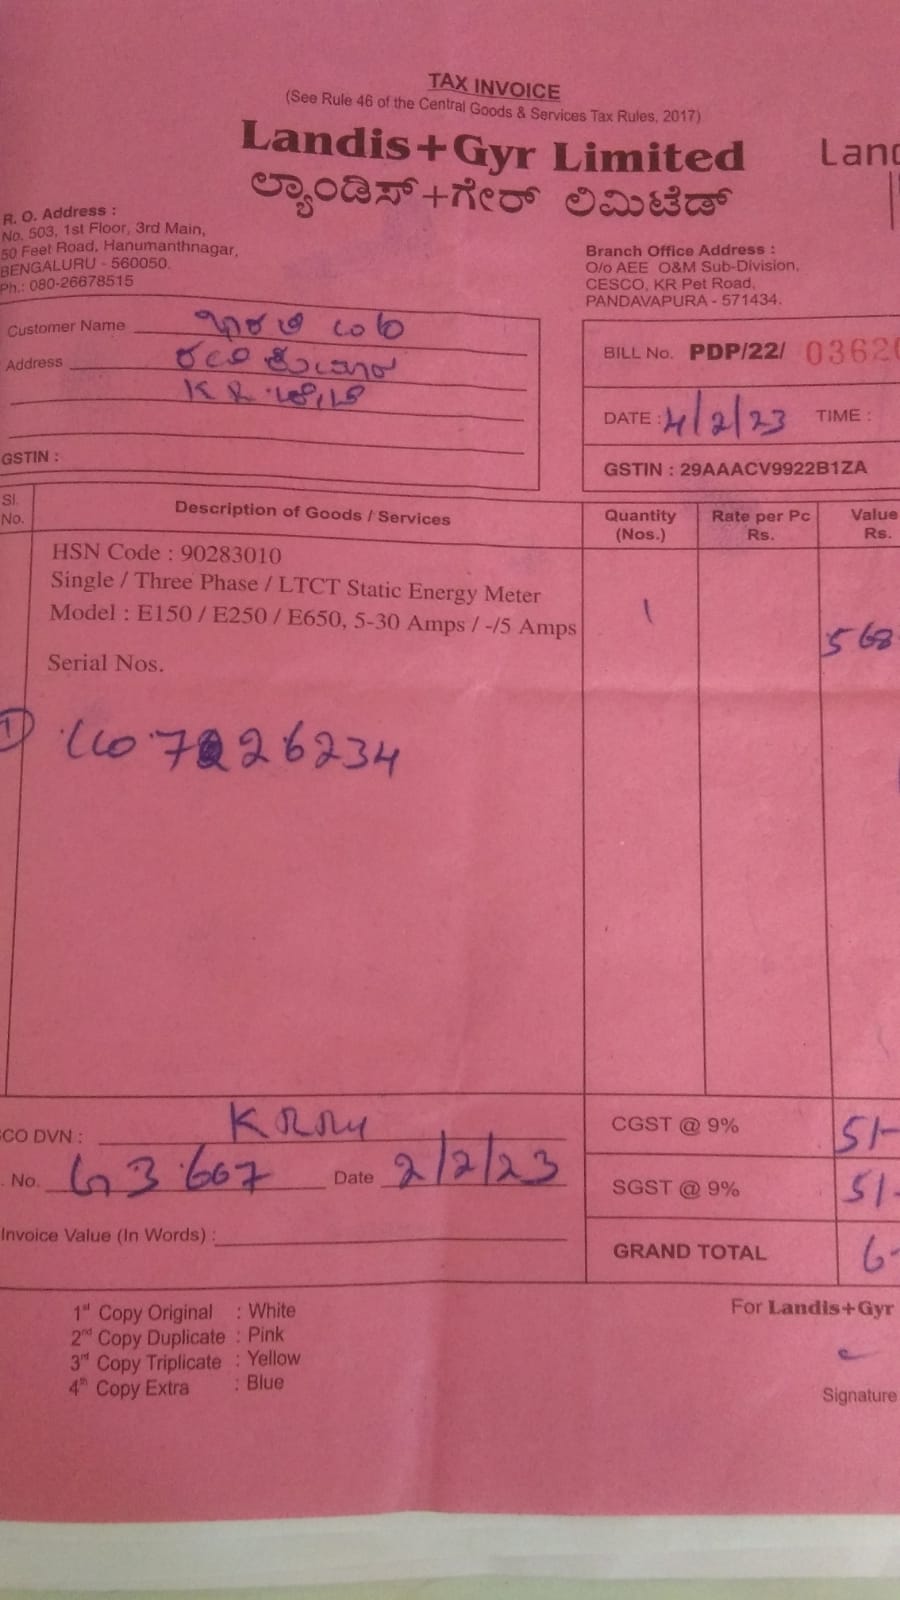 TAX INVOICE
(See Rule 46 of the Central Goods & Services Tax Rules, 2017)
Landis+Gyr Limited
ಲ್ಯಾಂಡಿಸ್+ಗೇರ್ ಲಿಮಿಟೆಡ್
R. O. Address :
No. 503, 1st Floor, 3rd Main,
50 Feet Road, Hanumanthnagar,
BENGALURU - 560050.
Ph.: 080-26678515
Branch Office Address :
O/o AEE O&M Sub-Division,
CESCO, KR Pet Road,
PANDAVAPURA - 571434.
Customer Name
Address
GSTIN :
BILL No. PDP/22/ 0362
DATE : 4/2/23 TIME :
GSTIN : 29AAACV9922B1ZA
Sl. No. Description of Goods / Services Quantity (Nos.) Rate per Pc Rs. Value Rs.
HSN Code : 90283010
Single / Three Phase / LTCT Static Energy Meter
Model : E150 / E250 / E650, 5-30 Amps / -/5 Amps 1 568
Serial Nos.
1
CO DVN :
CGST @ 9% 51-
. No. Date 2/2/23
SGST @ 9% 51-
Invoice Value (In Words) :
GRAND TOTAL
1st Copy Original : White
2nd Copy Duplicate : Pink
3rd Copy Triplicate : Yellow
4th Copy Extra : Blue
For Landis+Gyr
Signature